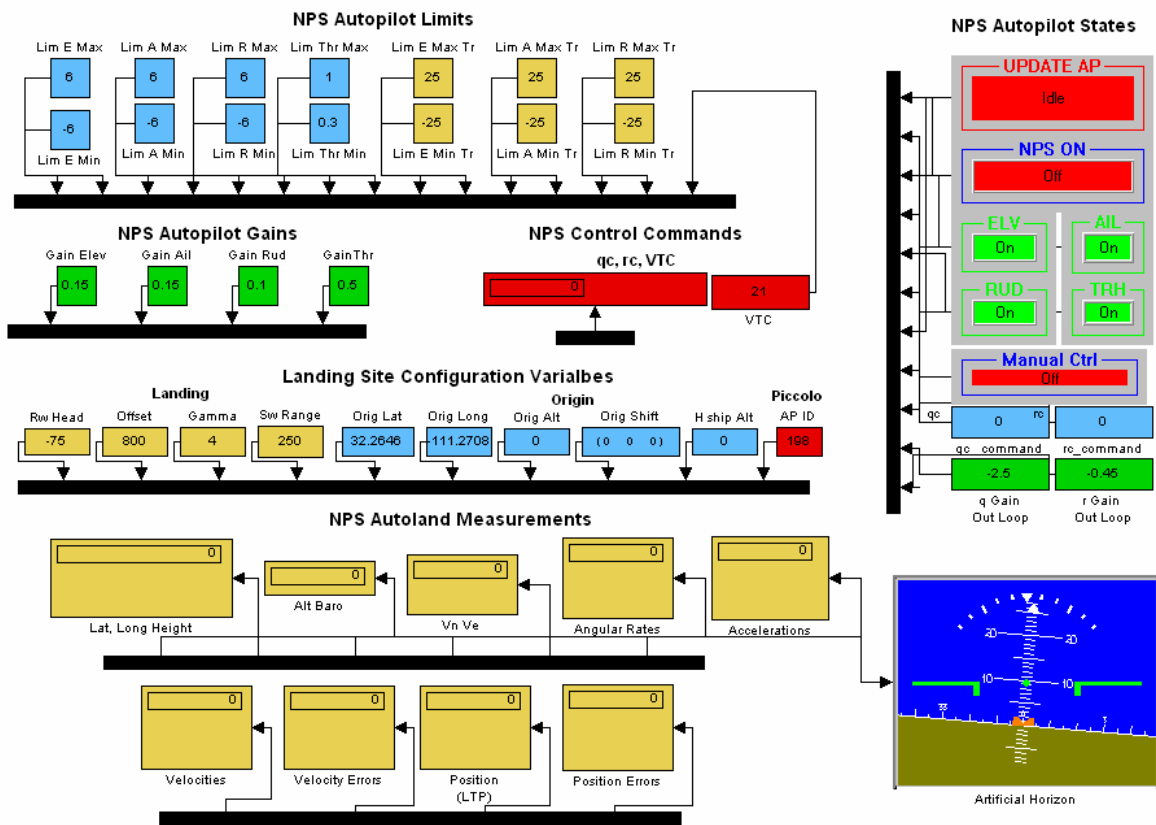 NPS Autopilot Limits
Lim E Max Lim A Max Lim R Max Lim Thr Max Lim E Max Tr Lim A Max Tr Lim R Max Tr
6 6 6 1 25 25 25
-6 -6 -6 0.3 -25 -25 -25
Lim E Min Lim A Min Lim R Min Lim Thr Min Lim E Min Tr Lim A Min Tr Lim R Min Tr
NPS Autopilot Gains
Gain Elev Gain Ail Gain Rud GainThr
0.15 0.15 0.1 0.5
NPS Control Commands
qc, rc, VTC
0 21
VTC
Landing Site Configuration Varialbes
Landing Origin Piccolo
Rw Head Offset Gamma Sw Range Orig Lat Orig Long Orig Alt Orig Shift H ship Alt AP ID
-75 800 4 250 32.2646 -111.2708 0 (0 0 0) 0 198
NPS Autoland Measurements
0 0 0 0 0
Lat, Long Height Alt Baro Vn Ve Angular Rates Accelerations
0 0 0 0
Velocities Velocity Errors Position Position Errors
(LTP)
NPS Autopilot States
UPDATE AP
Idle
NPS ON
Off
ELV AIL
On On
RUD TRH
On On
Manual Ctrl
Off
qc 0 rc 0
qc_command rc_command
-2.5 -0.45
q Gain r Gain
Out Loop Out Loop
20 20
10 10
33 3
Artificial Horizon